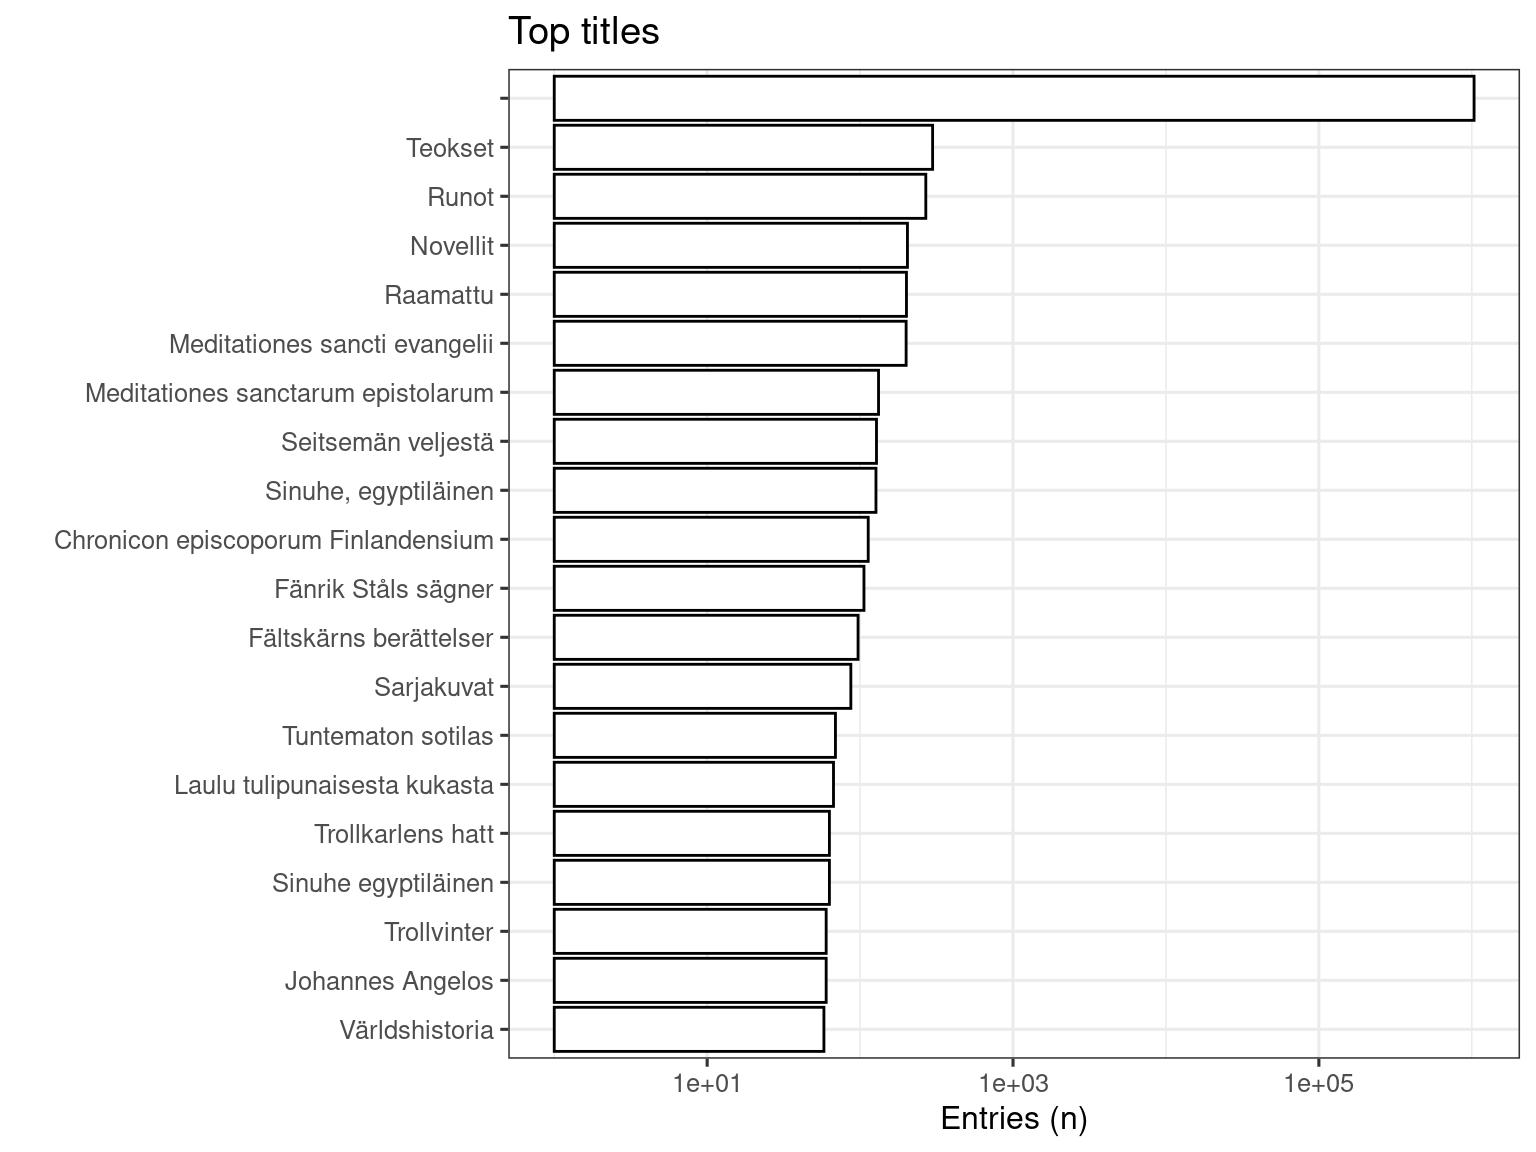 Top titles
Teokset
Runot
Novellit
Raamattu
Meditationes sancti evangelii
Meditationes sanctarum epistolarum
Seitsemän veljestä
Sinuhe, egyptiläinen
Chronicon episcoporum Finlandensium
Fänrik Ståls sägner
Fältskärns berättelser
Sarjakuvat
Tuntematon sotilas
Laulu tulipunaisesta kukasta
Trollkarlens hatt
Sinuhe egyptiläinen
Trollvinter
Johannes Angelos
Världshistoria
1e+01 1e+03 1e+05
Entries (n)